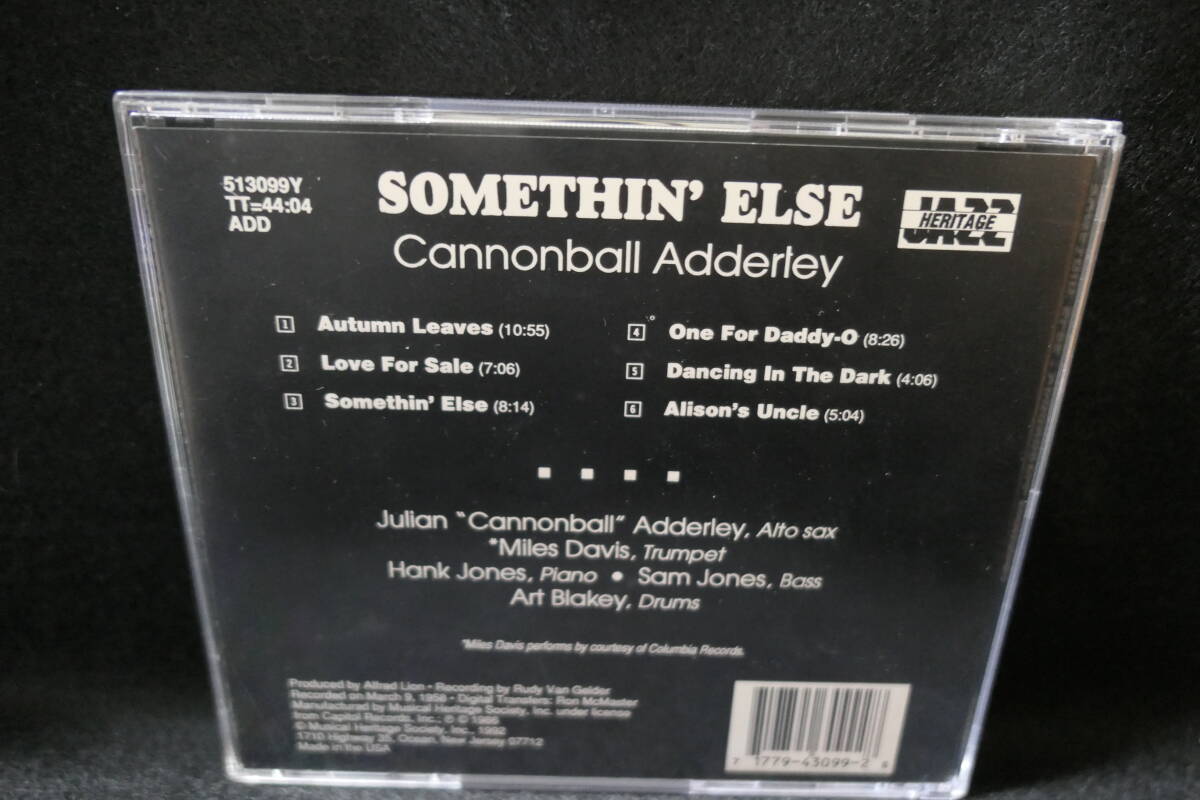 513099Y
TT=44:04
ADD
SOMETHIN' ELSE
Cannonball Adderley
JAZZ
HERITAGE
1 Autumn Leaves (10:55)
2 Love For Sale (7:06)
3 Somethin' Else (8:14)
4 One For Daddy-O (8:26)
5 Dancing In The Dark (4:06)
6 Alison's Uncle (5:04)
Julian "Cannonball" Adderley, Alto sax
*Miles Davis, Trumpet
Hank Jones, Piano • Sam Jones, Bass
Art Blakey, Drums
*Miles Davis performs by courtesy of Columbia Records.
Produced by Alfred Lion • Recording by Rudy Van Gelder
Recorded on March 9, 1958 • Digital Transfers: Ron McMaster
Manufactured by Musical Heritage Society, Inc. under license
from Capitol Records, Inc., ℗ © 1986
© Musical Heritage Society, Inc., 1992
1710 Highway 35, Ocean, New Jersey 07712
Made in the USA
7 1779-43099-2